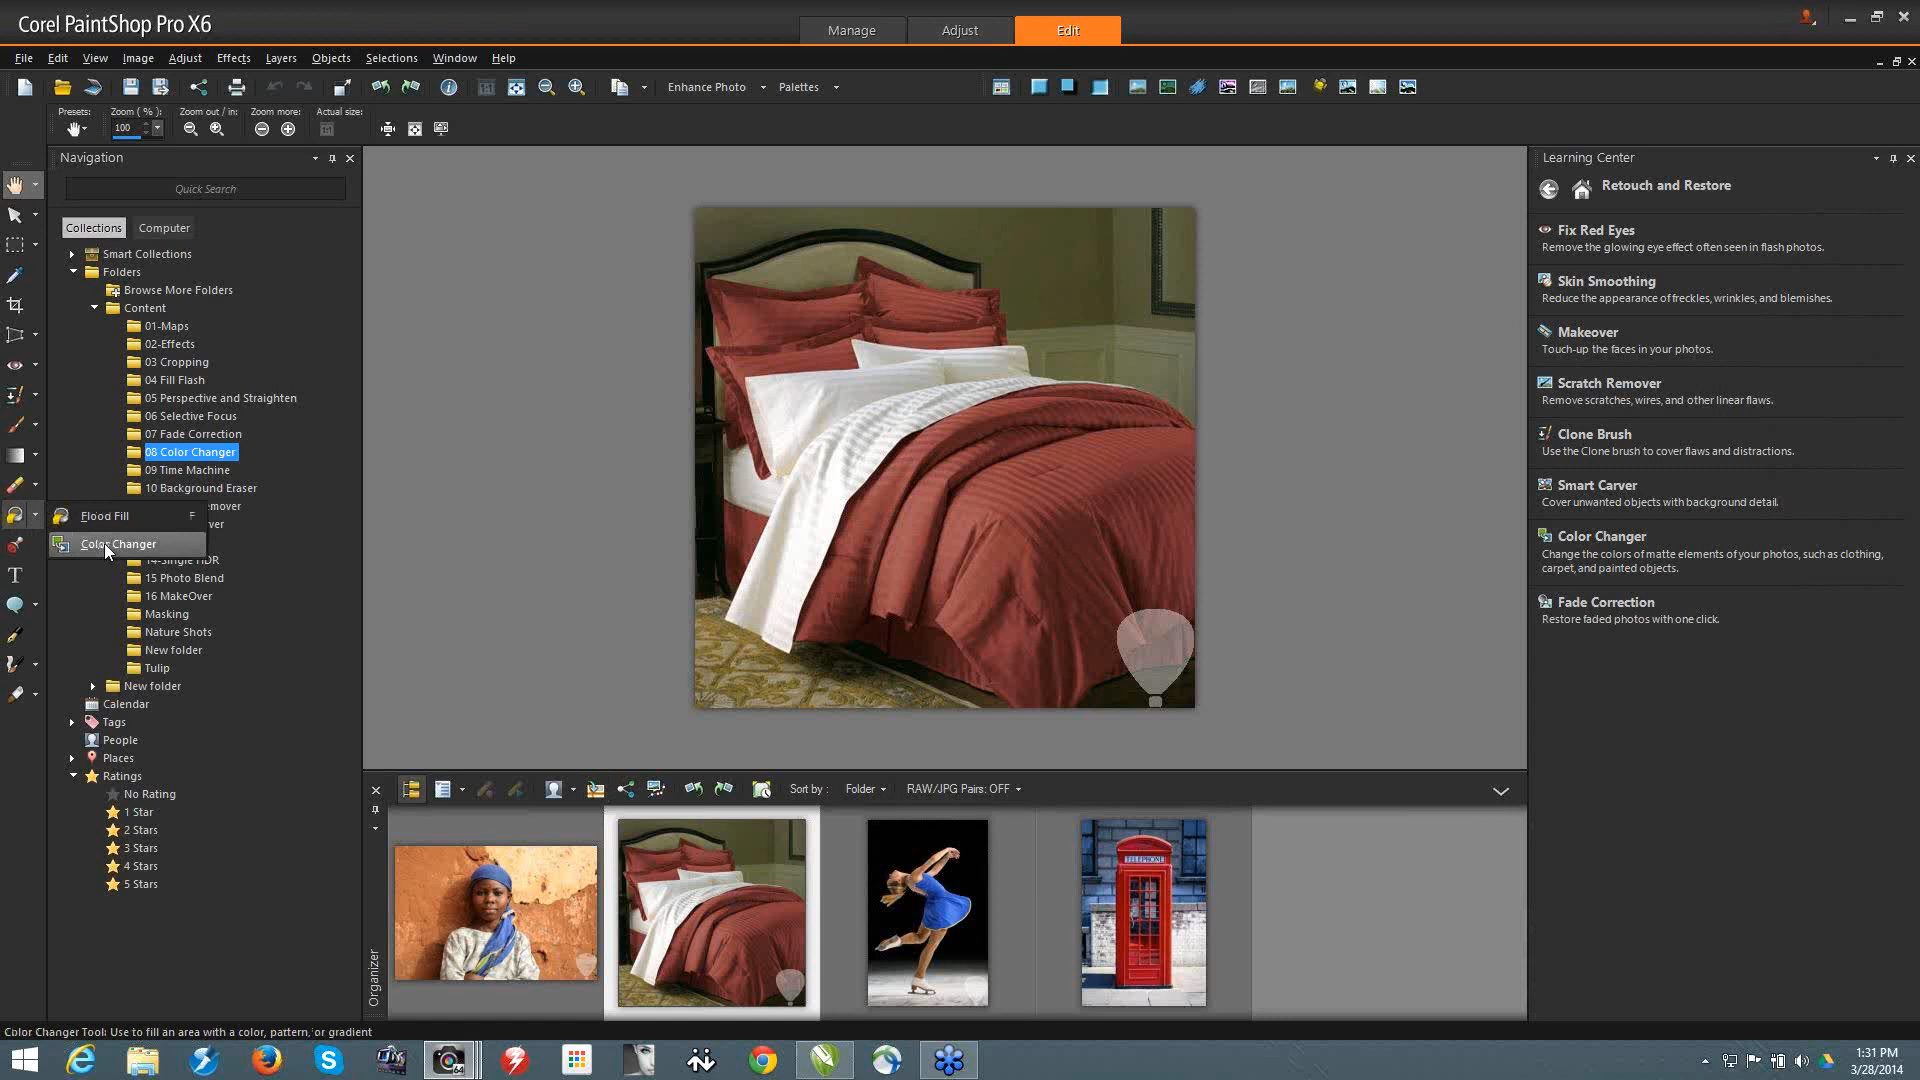 Corel PaintShop Pro X6
Manage
Adjust
Edit
File Edit View Image Adjust Effects Layers Objects Selections Window Help
Enhance Photo
Palettes
Presets:
Zoom ( % ):
Zoom out / in:
Zoom more:
Actual size:
100
Navigation
Quick Search
Collections
Computer
Smart Collections
Folders
Browse More Folders
Content
01-Maps
02-Effects
03 Cropping
04 Fill Flash
05 Perspective and Straighten
06 Selective Focus
07 Fade Correction
08 Color Changer
09 Time Machine
10 Background Eraser
mover
ver
Flood Fill F
Color Changer
14-Single HDR
15 Photo Blend
16 MakeOver
Masking
Nature Shots
New folder
Tulip
New folder
Calendar
Tags
People
Places
Ratings
No Rating
1 Star
2 Stars
3 Stars
4 Stars
5 Stars
Learning Center
Retouch and Restore
Fix Red Eyes
Remove the glowing eye effect often seen in flash photos.
Skin Smoothing
Reduce the appearance of freckles, wrinkles, and blemishes.
Makeover
Touch-up the faces in your photos.
Scratch Remover
Remove scratches, wires, and other linear flaws.
Clone Brush
Use the Clone brush to cover flaws and distractions.
Smart Carver
Cover unwanted objects with background detail.
Color Changer
Change the colors of matte elements of your photos, such as clothing,
carpet, and painted objects.
Fade Correction
Restore faded photos with one click.
Sort by :
Folder
RAW/JPG Pairs: OFF
Organizer
TELEPHONE
Color Changer Tool: Use to fill an area with a color, pattern, or gradient
64
1:31 PM
3/28/2014